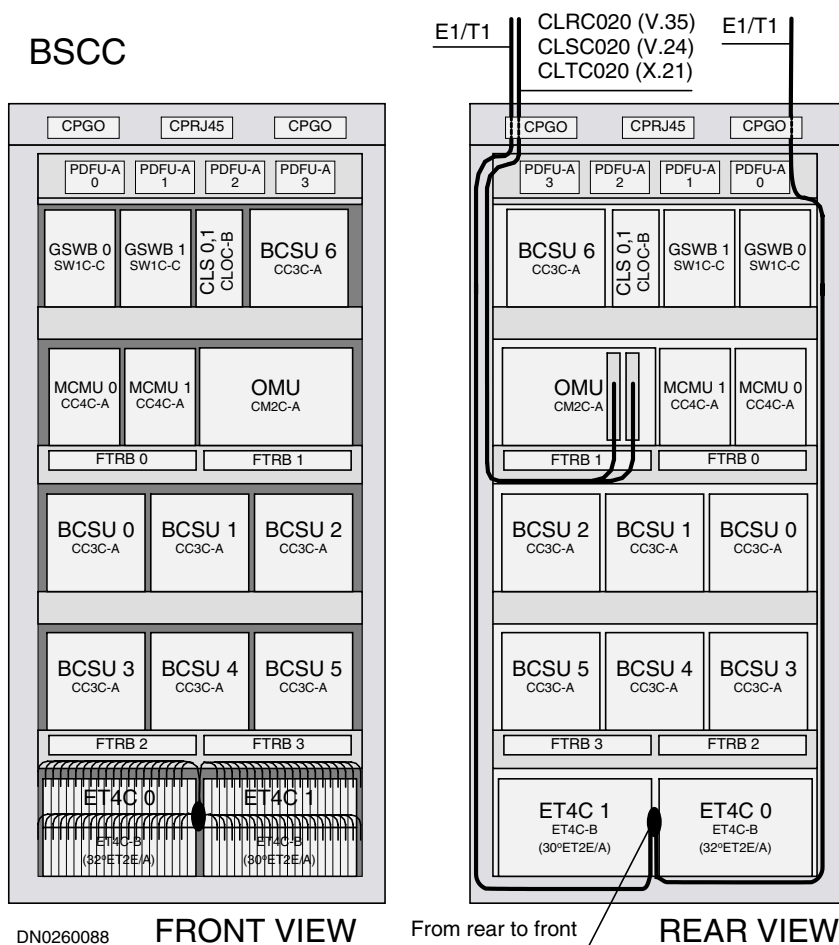 BSCC
E1/T1
CLRC020 (V.35)
CLSC020 (V.24)
CLTC020 (X.21)
E1/T1
CPGO
CPRJ45
CPGO
PDFU-A
0
PDFU-A
1
PDFU-A
2
PDFU-A
3
GSWB 0
SW1C-C
GSWB 1
SW1C-C
CLS 0,1
CLOC-B
BCSU 6
CC3C-A
MCMU 0
CC4C-A
MCMU 1
CC4C-A
OMU
CM2C-A
FTRB 0
FTRB 1
BCSU 0
CC3C-A
BCSU 1
CC3C-A
BCSU 2
CC3C-A
BCSU 3
CC3C-A
BCSU 4
CC3C-A
BCSU 5
CC3C-A
FTRB 2
FTRB 3
ET4C 0
ET4C-B
(32ºET2E/A)
ET4C 1
ET4C-B
(30ºET2E/A)
DN0260088
FRONT VIEW
CPGO
CPRJ45
CPGO
PDFU-A
3
PDFU-A
2
PDFU-A
1
PDFU-A
0
BCSU 6
CC3C-A
CLS 0,1
CLOC-B
GSWB 1
SW1C-C
GSWB 0
SW1C-C
OMU
CM2C-A
MCMU 1
CC4C-A
MCMU 0
CC4C-A
FTRB 1
FTRB 0
BCSU 2
CC3C-A
BCSU 1
CC3C-A
BCSU 0
CC3C-A
BCSU 5
CC3C-A
BCSU 4
CC3C-A
BCSU 3
CC3C-A
FTRB 3
FTRB 2
ET4C 1
ET4C-B
(30ºET2E/A)
ET4C 0
ET4C-B
(32ºET2E/A)
From rear to front
REAR VIEW